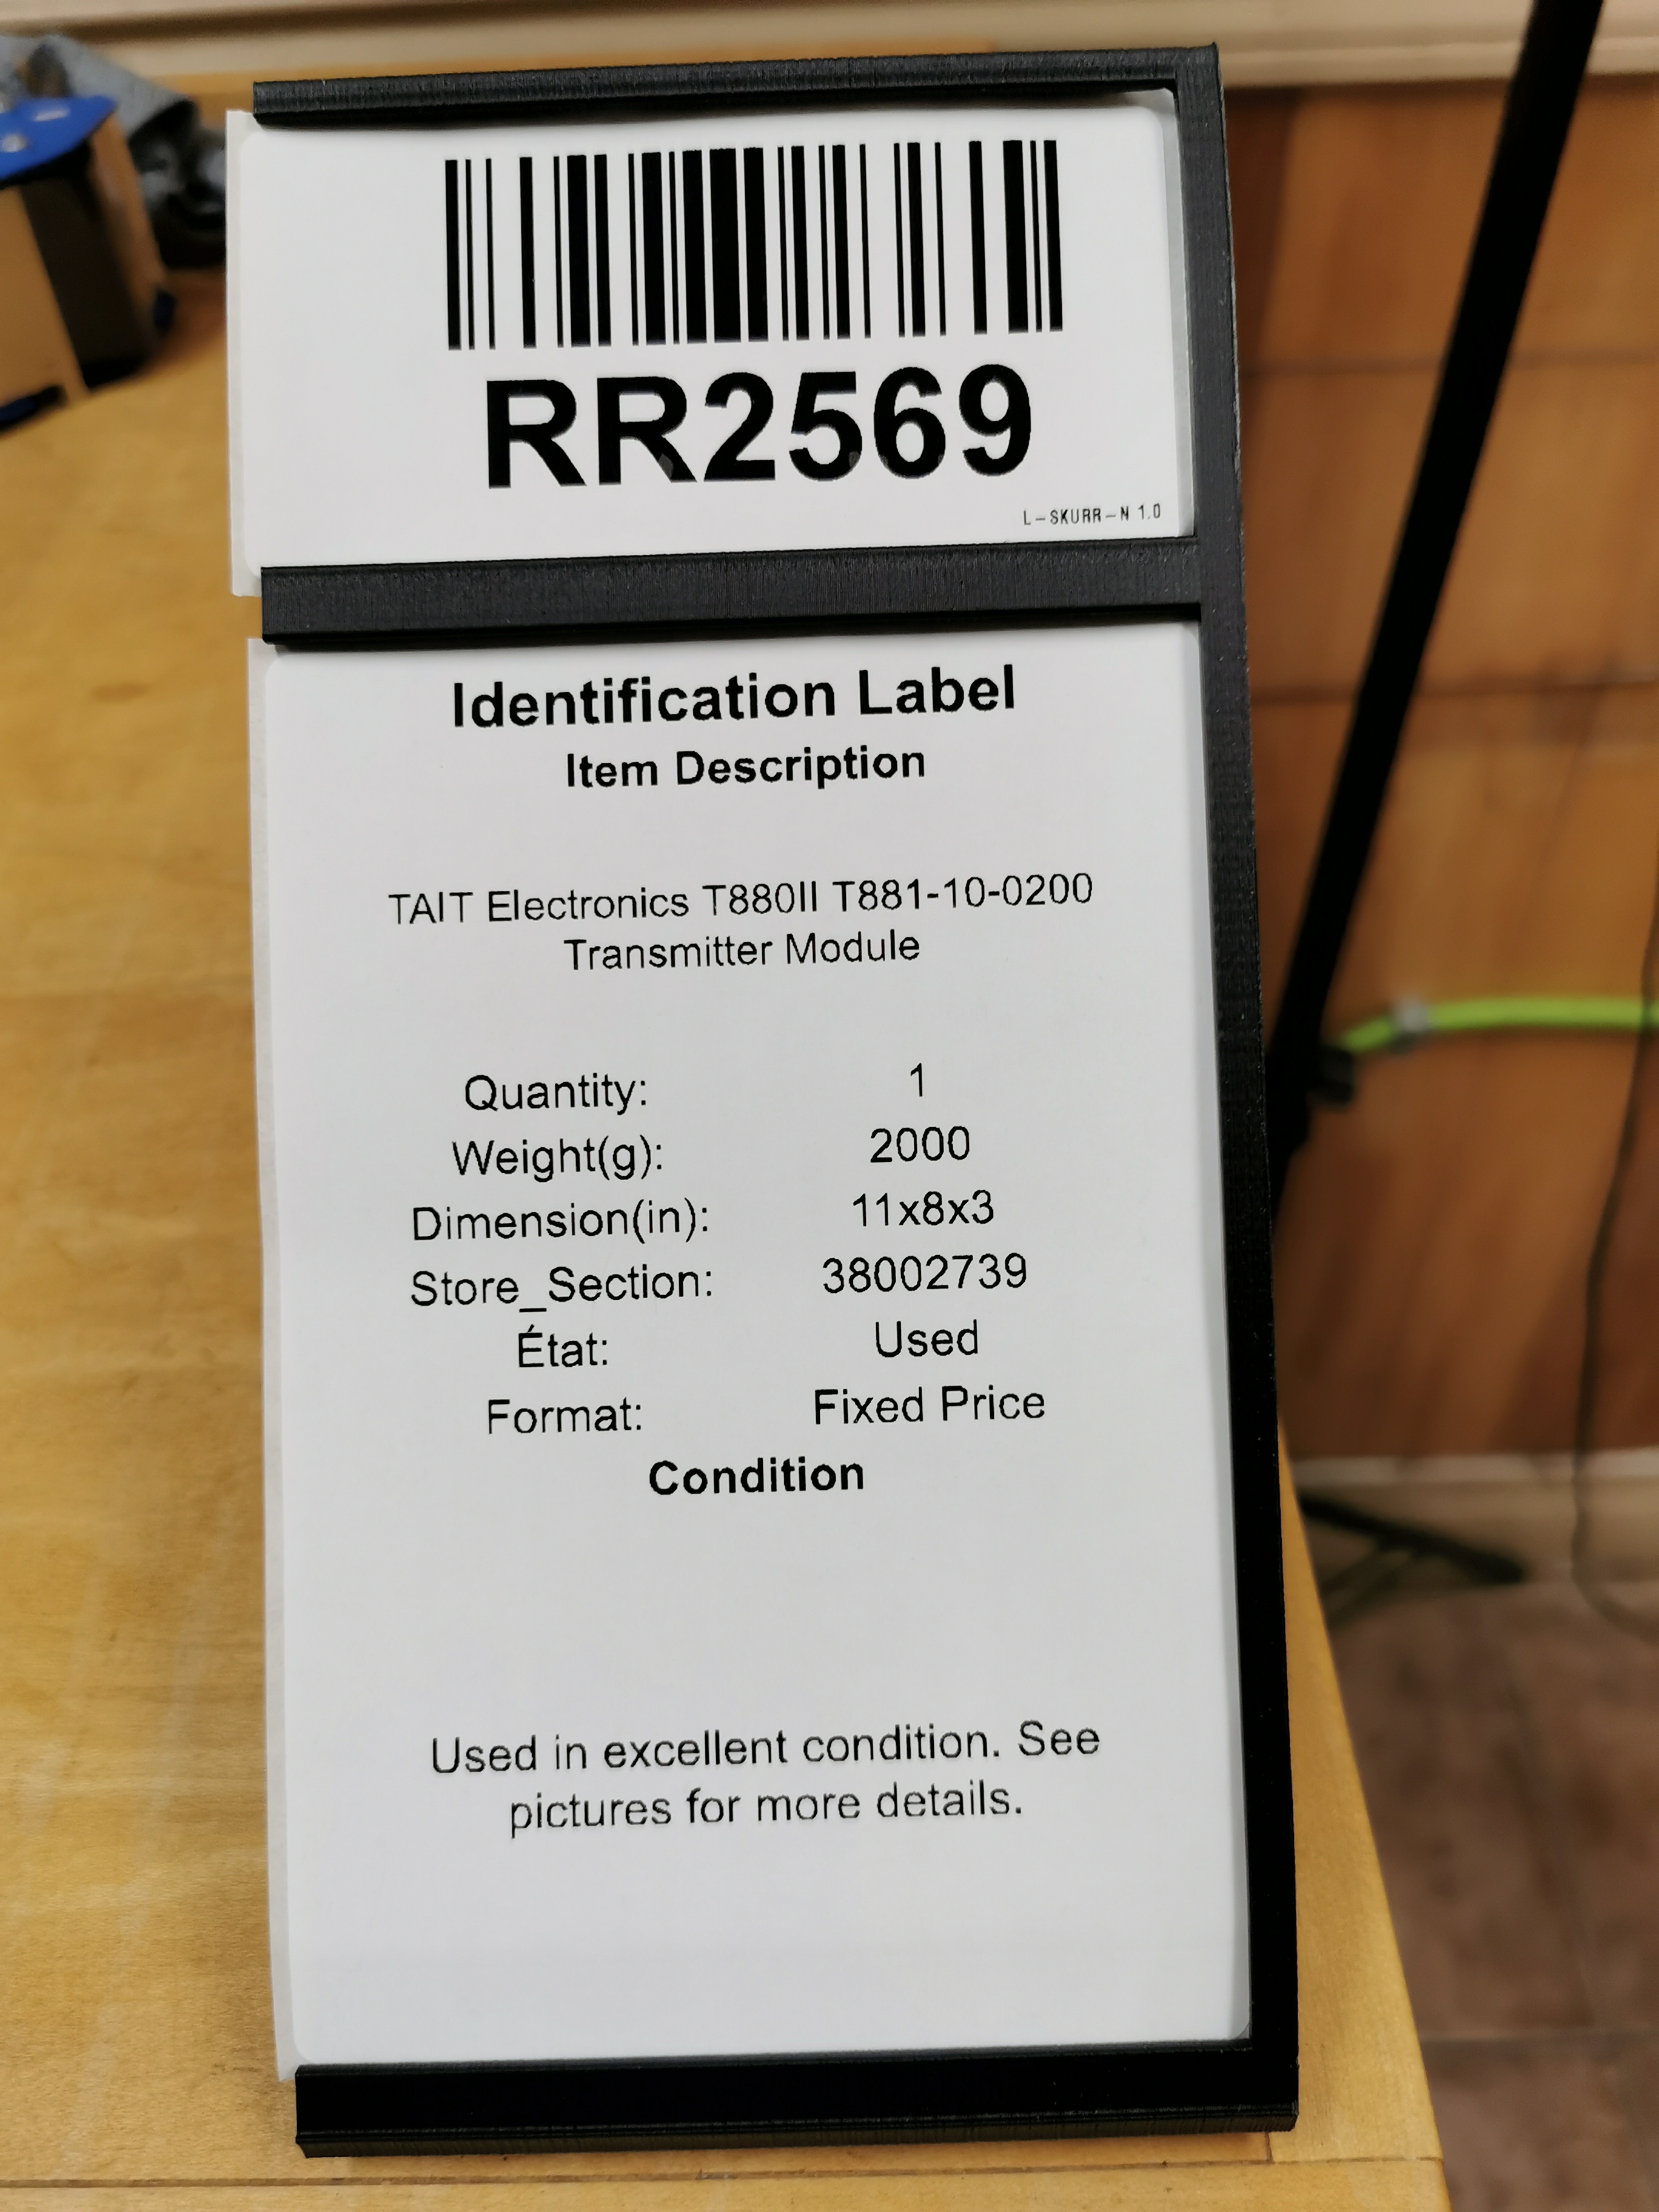 RR2569
L-SKURR-N 1.0
Identification Label
Item Description
TAIT Electronics T880II T881-10-0200
Transmitter Module
Quantity: 1
Weight(g): 2000
Dimension(in): 11x8x3
Store_Section: 38002739
État: Used
Format: Fixed Price
Condition
Used in excellent condition. See
pictures for more details.